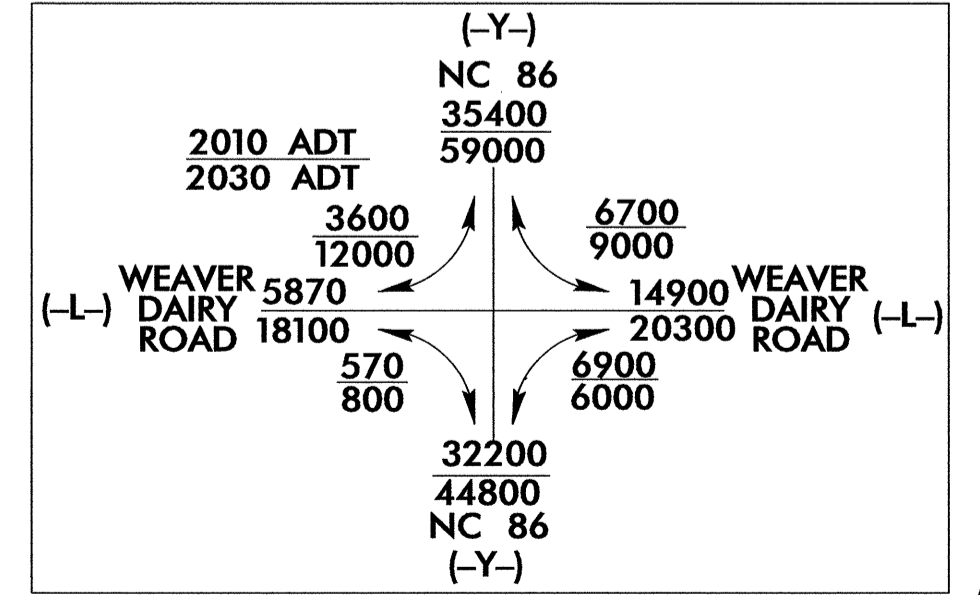 (–Y–)
NC 86
35400
59000
2010 ADT
2030 ADT
3600
12000
6700
9000
(–L–)
WEAVER
DAIRY
ROAD
5870
18100
14900
20300
WEAVER
DAIRY
ROAD
(–L–)
570
800
6900
6000
32200
44800
NC 86
(–Y–)